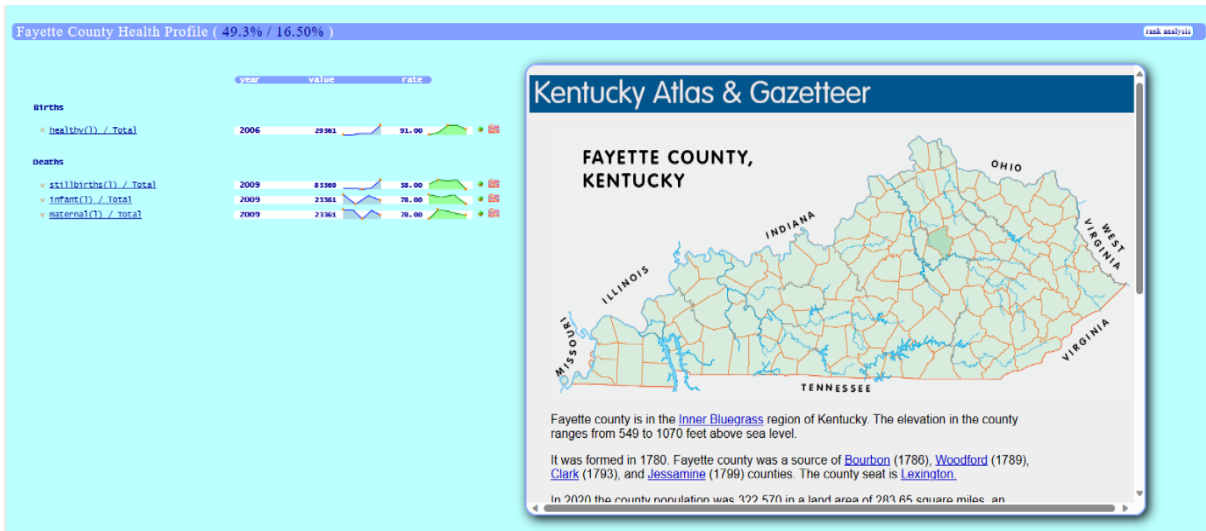 Fayette County Health Profile ( 49.3% / 16.50% )
rank analysis
year value rate
Births
healthy(l) / Total 2006 29361 91.00
Deaths
stillbirths(l) / Total 2009 83369 38.00
infant(l) / Total 2009 23361 78.00
maternal(l) / Total 2009 23361 78.00
Kentucky Atlas & Gazetteer
FAYETTE COUNTY,
KENTUCKY
OHIO
WEST
VIRGINIA
INDIANA
ILLINOIS
MISSOURI
VIRGINIA
TENNESSEE
Fayette county is in the Inner Bluegrass region of Kentucky. The elevation in the county
ranges from 549 to 1070 feet above sea level.
It was formed in 1780. Fayette county was a source of Bourbon (1786), Woodford (1789),
Clark (1793), and Jessamine (1799) counties. The county seat is Lexington.
In 2020 the county population was 322,570 in a land area of 283.65 square miles, an